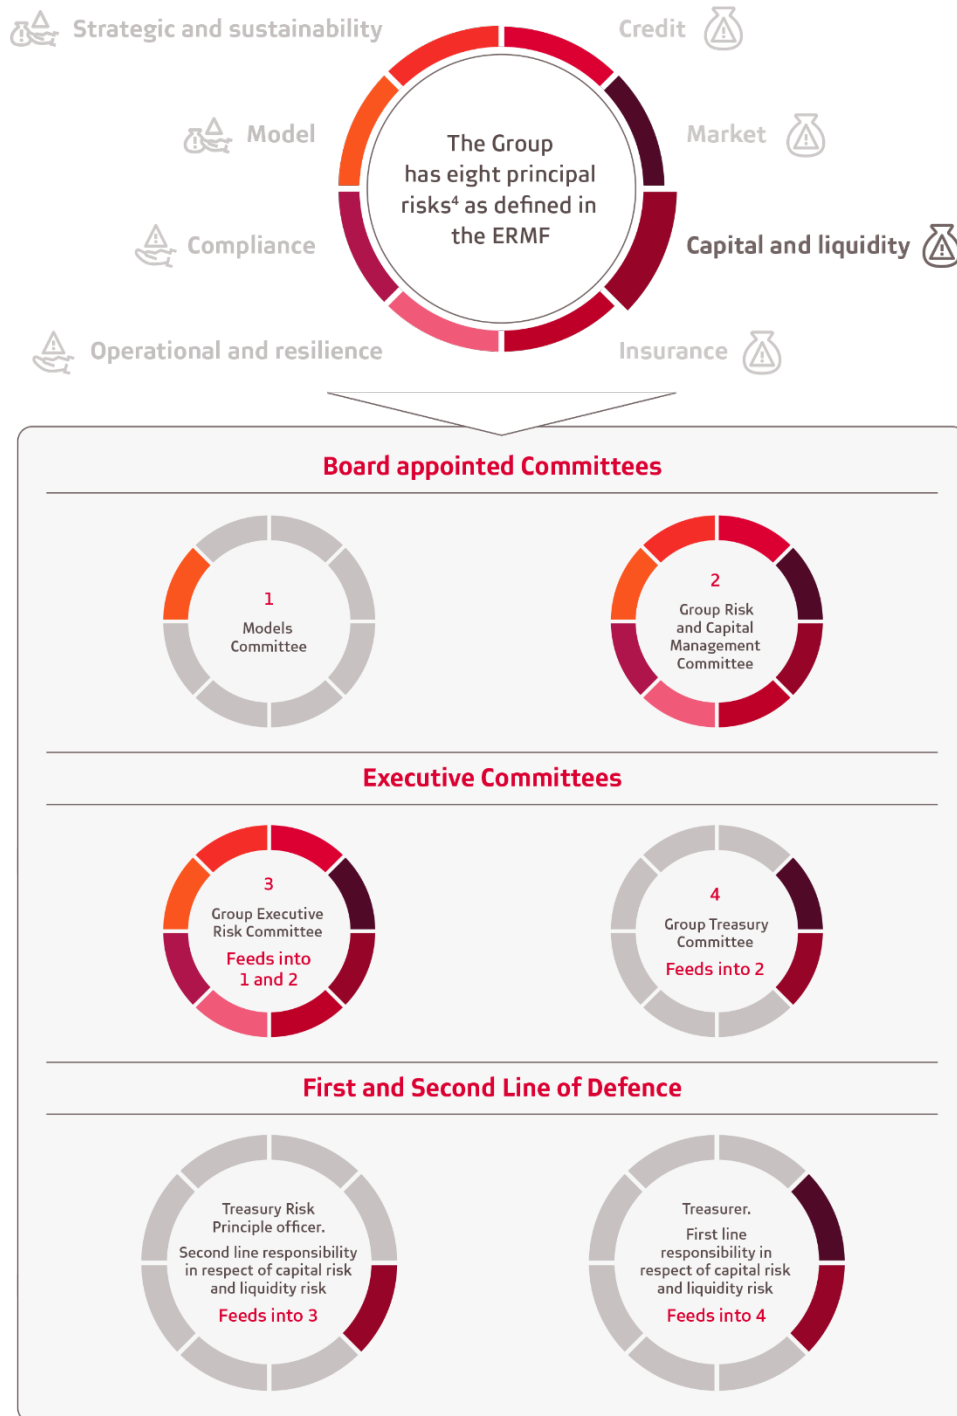 Strategic and sustainability
Credit
Model
Market
The Group
has eight principal
risks⁴ as defined in
the ERMF
Compliance
Capital and liquidity
Operational and resilience
Insurance
Board appointed Committees
1
Models
Committee
2
Group Risk
and Capital
Management
Committee
Executive Committees
3
Group Executive
Risk Committee
Feeds into
1 and 2
4
Group Treasury
Committee
Feeds into 2
First and Second Line of Defence
Treasury Risk
Principle officer.
Second line responsibility
in respect of capital risk
and liquidity risk
Feeds into 3
Treasurer.
First line
responsibility in
respect of capital risk
and liquidity risk
Feeds into 4